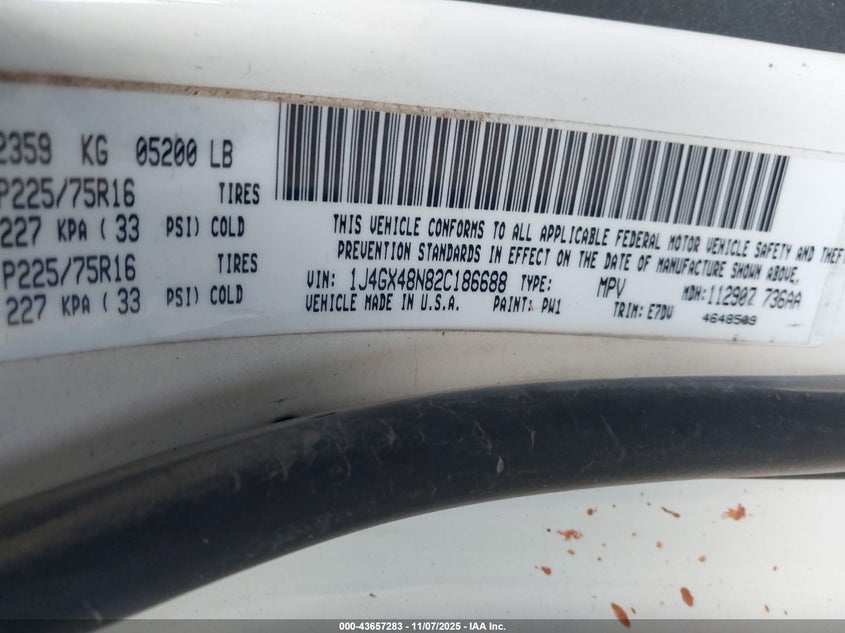 2359 KG 05200 LB
P225/75R16 TIRES
227 KPA ( 33 PSI) COLD
P225/75R16 TIRES
227 KPA ( 33 PSI) COLD
THIS VEHICLE CONFORMS TO ALL APPLICABLE FEDERAL MOTOR VEHICLE SAFETY AND THEFT
PREVENTION STANDARDS IN EFFECT ON THE DATE OF MANUFACTURE SHOWN ABOVE.
VIN: 1J4GX48N82C186688 TYPE: MPV MDH:112907 736AA
VEHICLE MADE IN U.S.A. PAINT: PW1 TRIM: E7DV 4648509
000-43657283 - 11/07/2025 - IAA Inc.